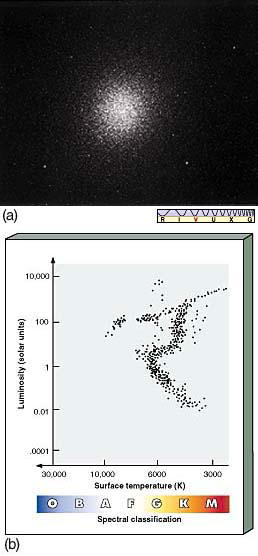 (a)
R I V U X G
10,000
100
1
0.01
.0001
Luminosity (solar units)
30,000 10,000 6000 3000
Surface temperature (K)
O B A F G K M
Spectral classification
(b)